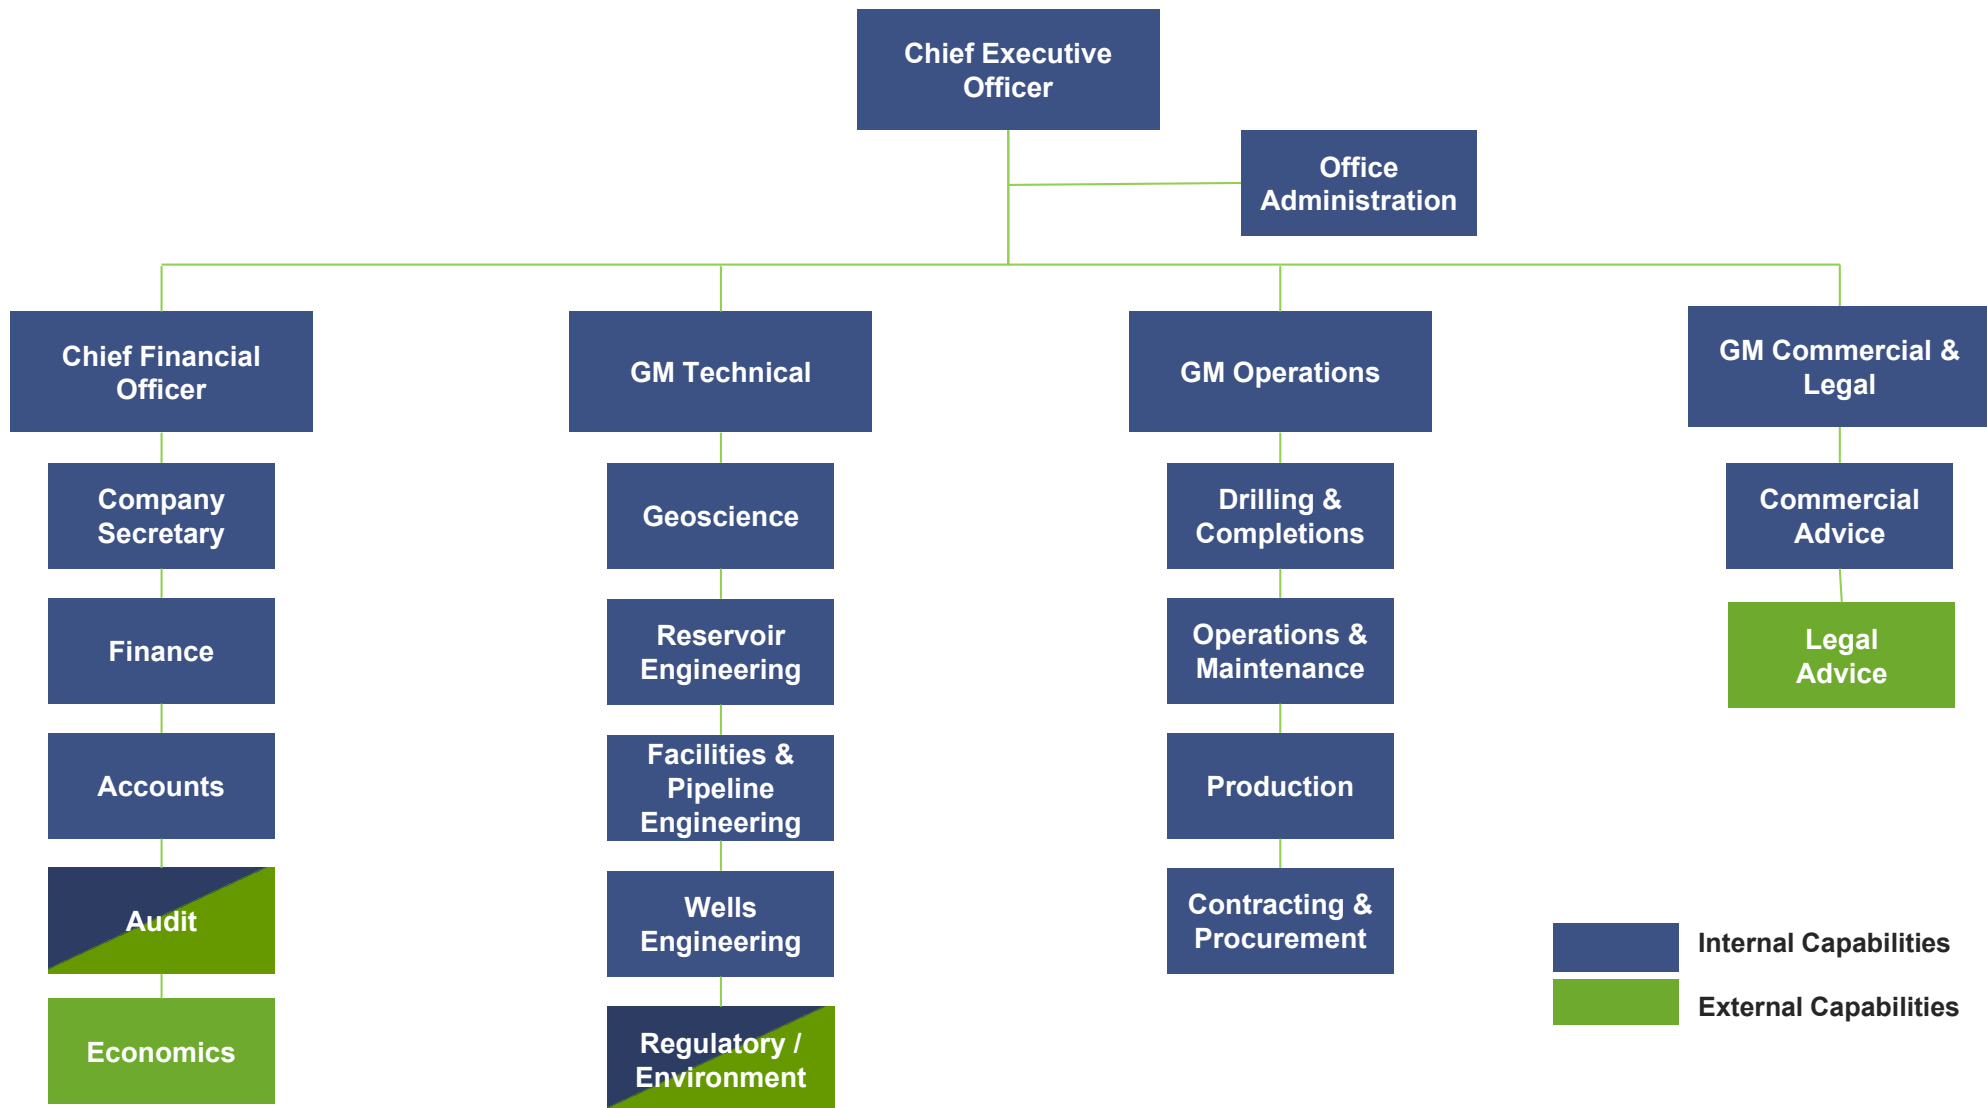 Chief Executive
Officer
Office
Administration
Chief Financial
Officer
GM Technical
GM Operations
GM Commercial &
Legal
Company
Secretary
Finance
Accounts
Audit
Economics
Geoscience
Reservoir
Engineering
Facilities &
Pipeline
Engineering
Wells
Engineering
Regulatory /
Environment
Drilling &
Completions
Operations &
Maintenance
Production
Contracting &
Procurement
Commercial
Advice
Legal
Advice
Internal Capabilities
External Capabilities